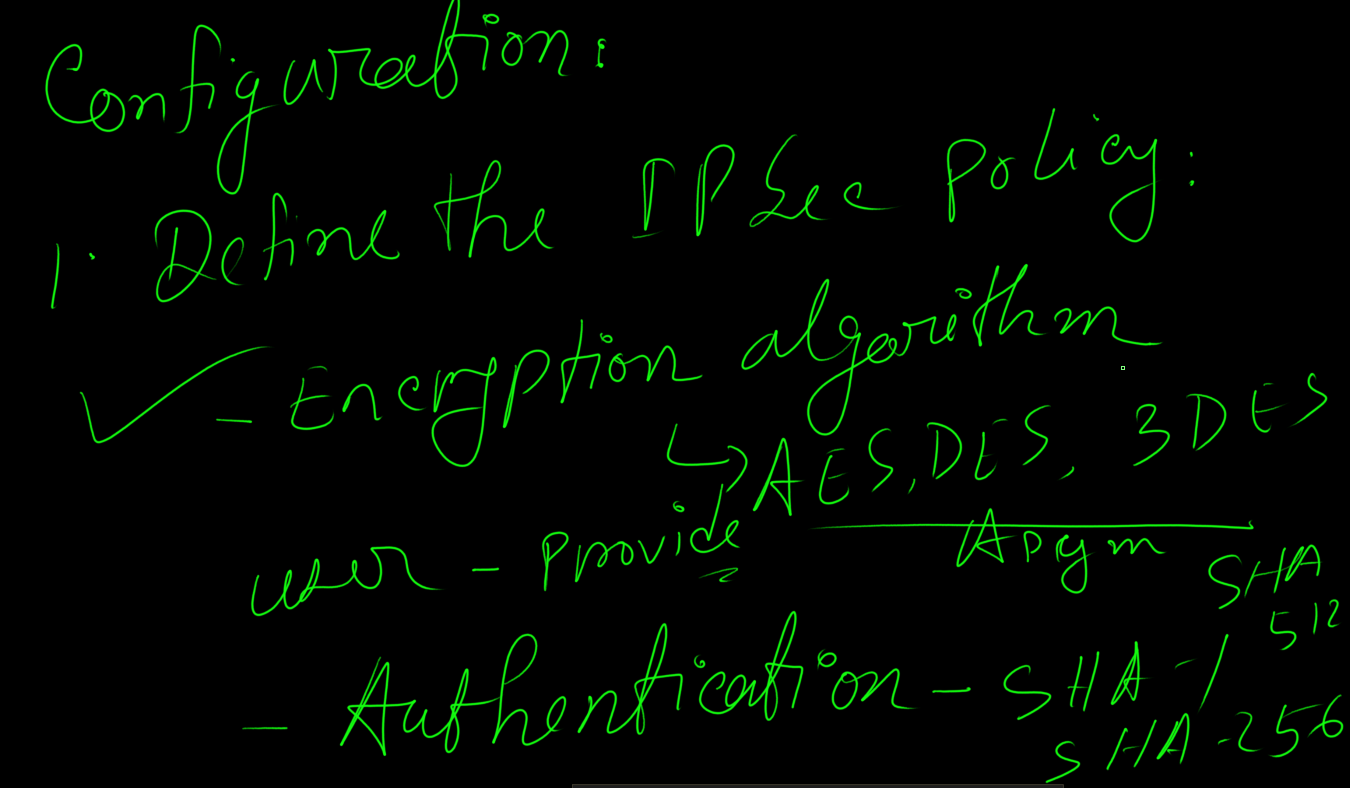 Configuration:
1. Define the IPSec Policy:
- Encryption algorithm
↳ AES, DES, 3DES
user - Provide
SHA
512
- Authentication - SHA-1
SHA-256